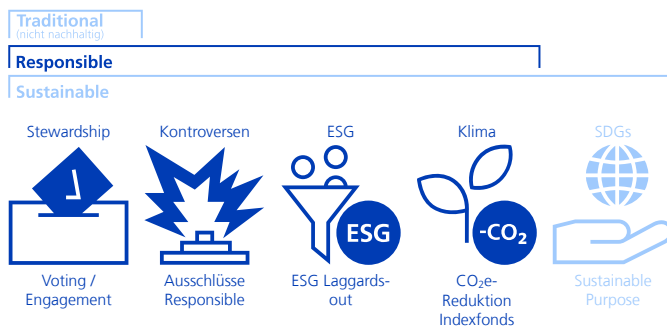 Traditional
(nicht nachhaltig)
Responsible
Sustainable
Stewardship
Kontroversen
ESG
Klima
SDGs
ESG
-CO₂
Voting /
Engagement
Ausschlüsse
Responsible
ESG Laggards-
out
CO₂e-
Reduktion
Indexfonds
Sustainable
Purpose